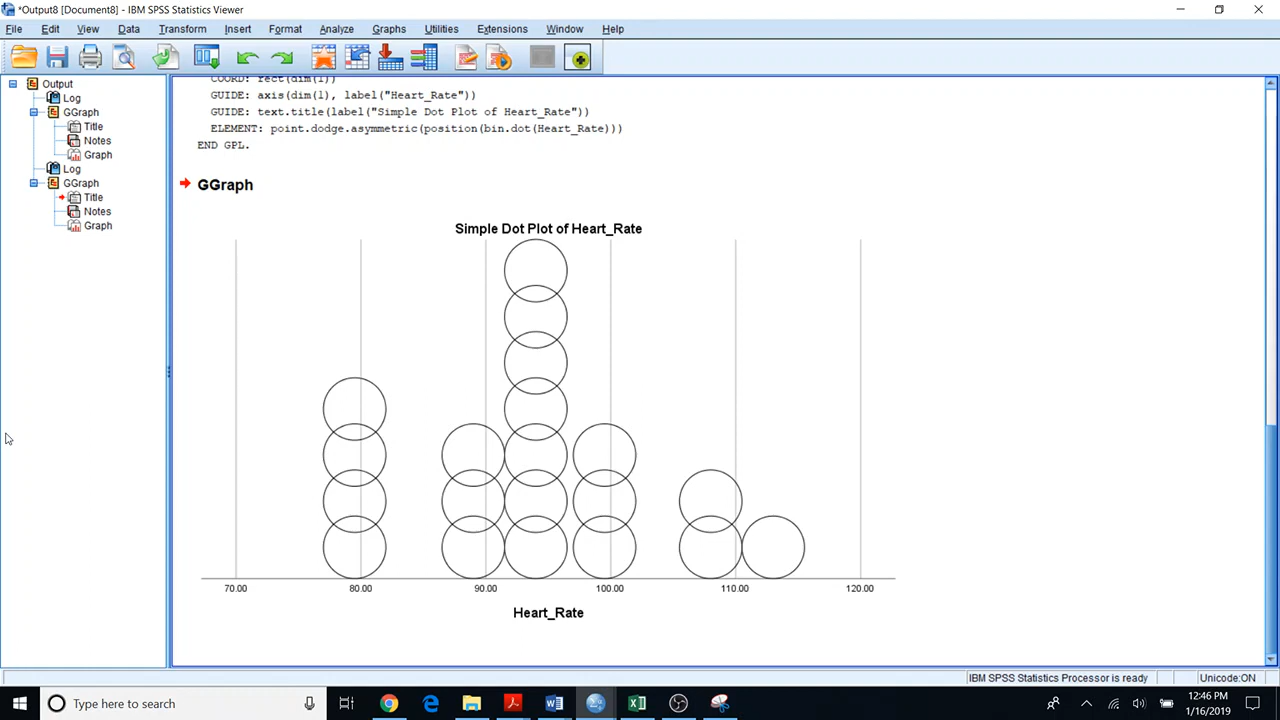 *Output8 [Document8] - IBM SPSS Statistics Viewer
File Edit View Data Transform Insert Format Analyze Graphs Utilities Extensions Window Help
Output
Log
GGraph
Title
Notes
Graph
Log
GGraph
Title
Notes
Graph
COORD: rect(dim(1))
GUIDE: axis(dim(1), label("Heart_Rate"))
GUIDE: text.title(label("Simple Dot Plot of Heart_Rate"))
ELEMENT: point.dodge.asymmetric(position(bin.dot(Heart_Rate)))
END GPL.
GGraph
Simple Dot Plot of Heart_Rate
70.00 80.00 90.00 100.00 110.00 120.00
Heart_Rate
IBM SPSS Statistics Processor is ready Unicode:ON
Type here to search
12:46 PM
1/16/2019